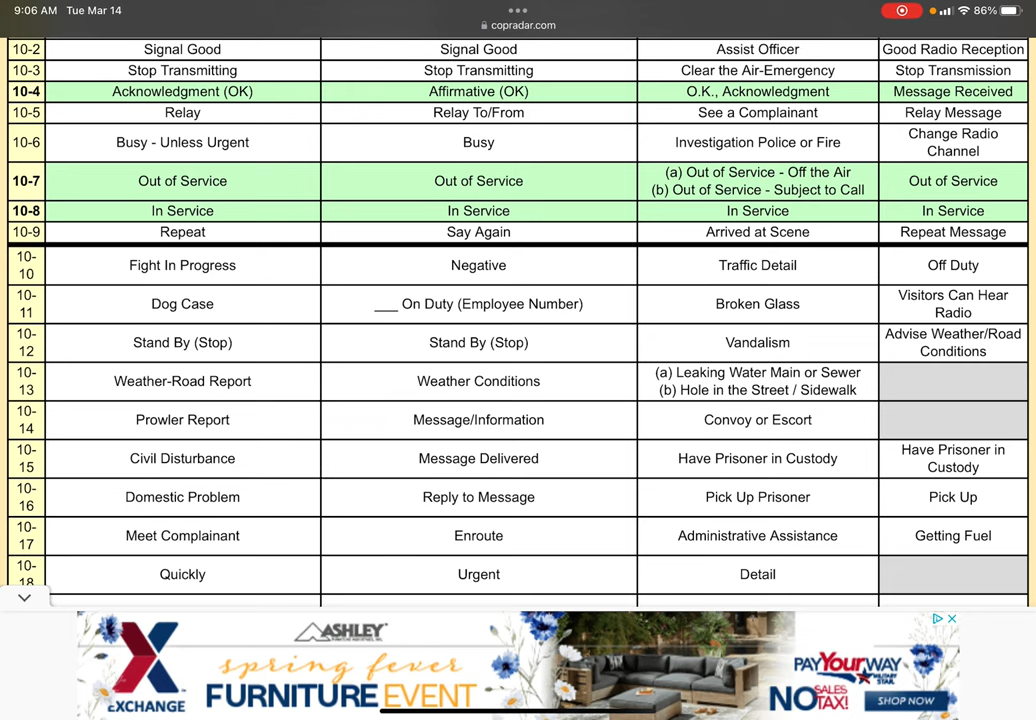 9:06 AM Tue Mar 14
86%
copradar.com
10-2 Signal Good Signal Good Assist Officer Good Radio Reception
10-3 Stop Transmitting Stop Transmitting Clear the Air-Emergency Stop Transmission
10-4 Acknowledgment (OK) Affirmative (OK) O.K., Acknowledgment Message Received
10-5 Relay Relay To/From See a Complainant Relay Message
10-6 Busy - Unless Urgent Busy Investigation Police or Fire Change Radio
Channel
10-7 Out of Service Out of Service (a) Out of Service - Off the Air
(b) Out of Service - Subject to Call Out of Service
10-8 In Service In Service In Service In Service
10-9 Repeat Say Again Arrived at Scene Repeat Message
10-
10 Fight In Progress Negative Traffic Detail Off Duty
10-
11 Dog Case ___ On Duty (Employee Number) Broken Glass Visitors Can Hear
Radio
10-
12 Stand By (Stop) Stand By (Stop) Vandalism Advise Weather/Road
Conditions
10-
13 Weather-Road Report Weather Conditions (a) Leaking Water Main or Sewer
(b) Hole in the Street / Sidewalk
10-
14 Prowler Report Message/Information Convoy or Escort
10-
15 Civil Disturbance Message Delivered Have Prisoner in Custody Have Prisoner in
Custody
10-
16 Domestic Problem Reply to Message Pick Up Prisoner Pick Up
10-
17 Meet Complainant Enroute Administrative Assistance Getting Fuel
10-
18 Quickly Urgent Detail
X
EXCHANGE
ASHLEY
spring fever
FURNITURE EVENT
PAY YOUR WAY
MILITARY STAR
NO SALES TAX!
SHOP NOW